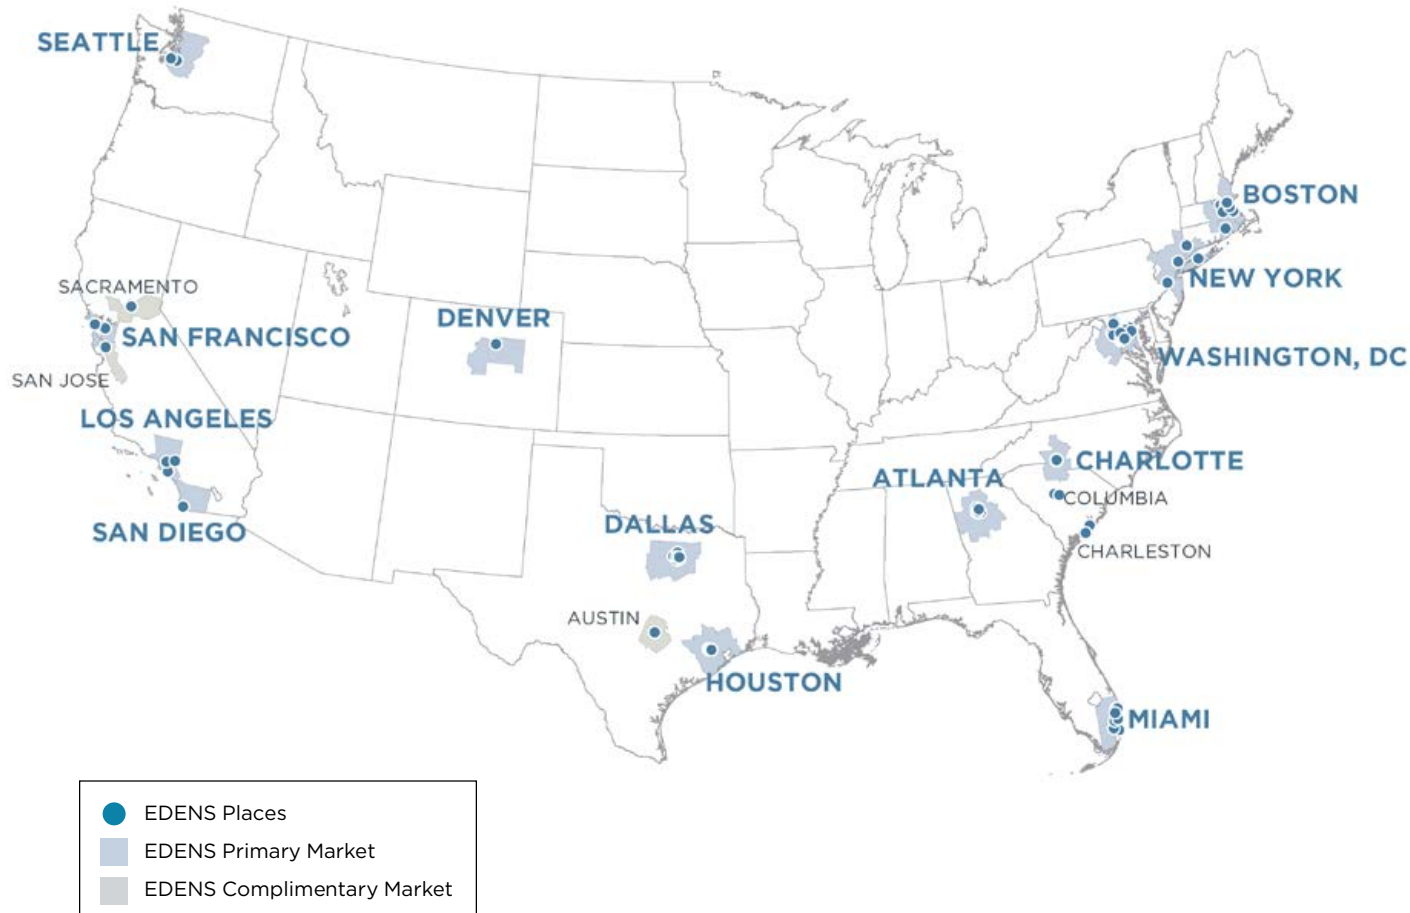 SEATTLE
BOSTON
NEW YORK
SACRAMENTO
DENVER
SAN FRANCISCO
WASHINGTON, DC
SAN JOSE
LOS ANGELES
CHARLOTTE
ATLANTA
COLUMBIA
DALLAS
SAN DIEGO
CHARLESTON
AUSTIN
HOUSTON
MIAMI
EDENS Places
EDENS Primary Market
EDENS Complimentary Market